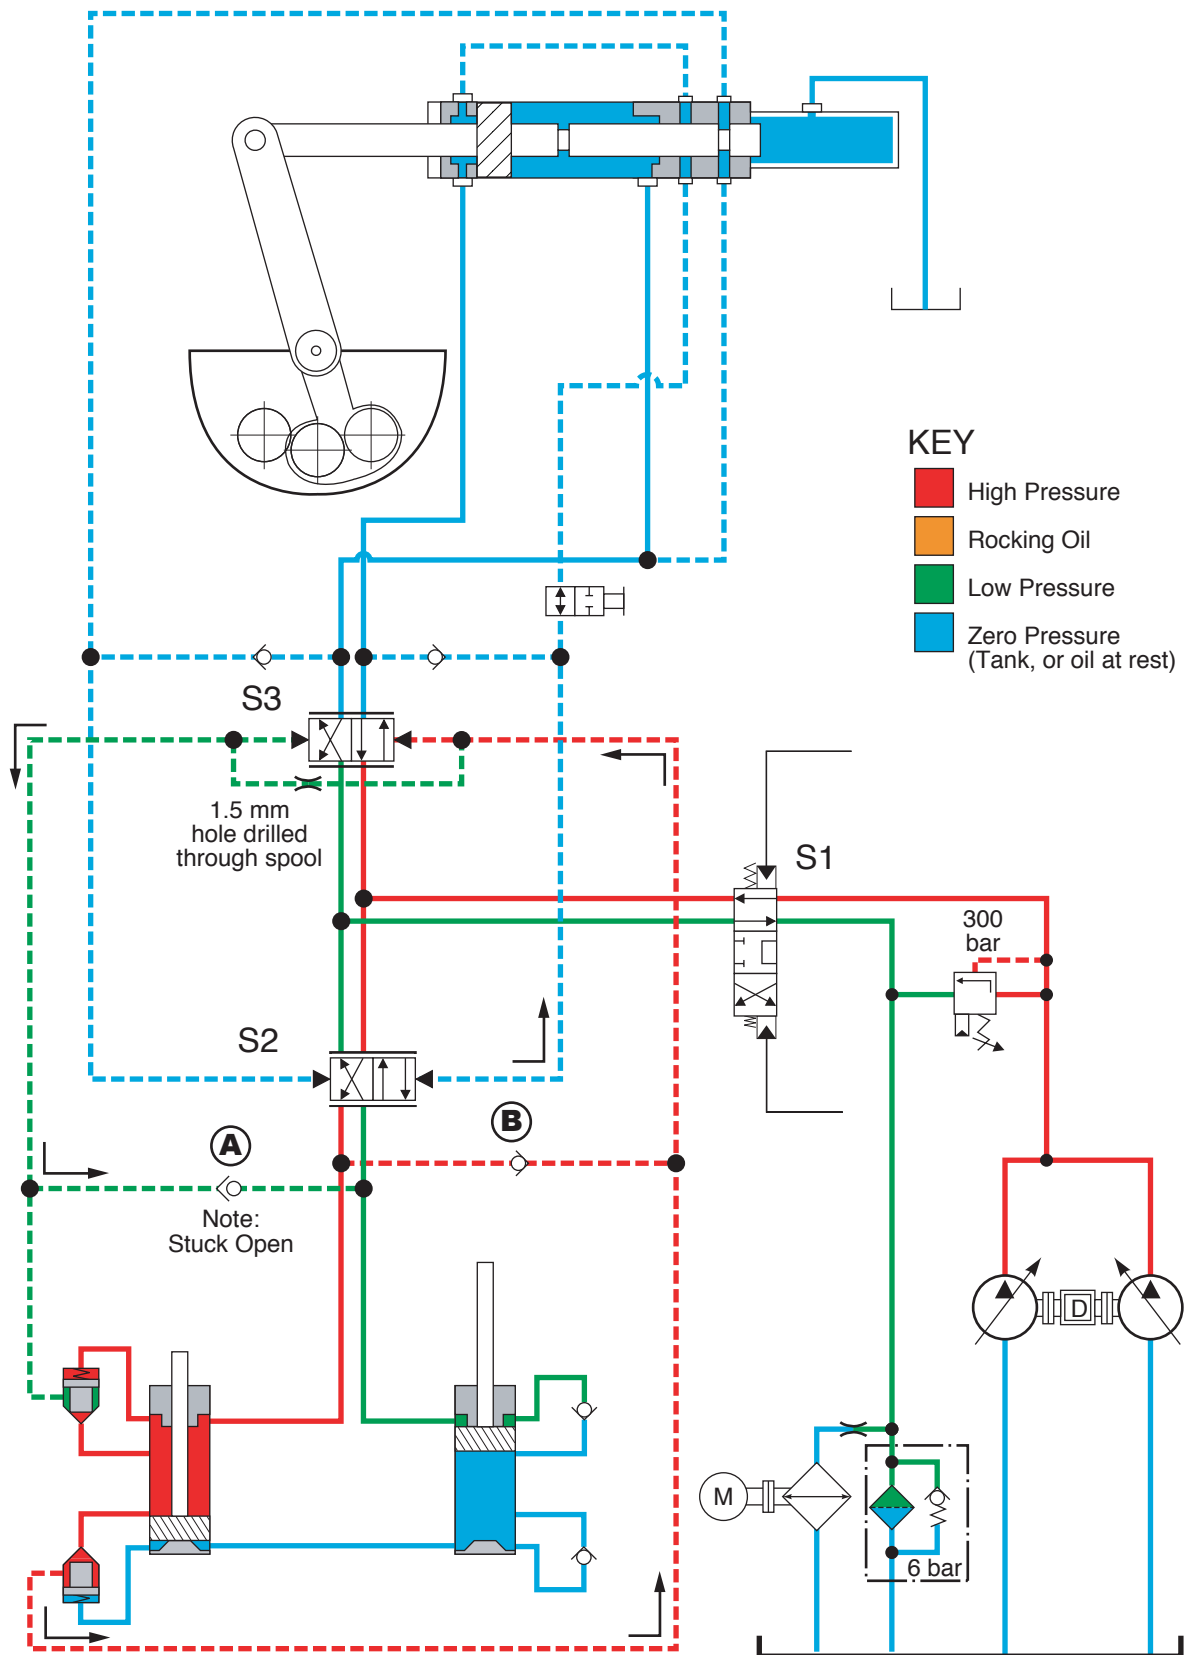 KEY
High Pressure
Rocking Oil
Low Pressure
Zero Pressure
(Tank, or oil at rest)
S3
1.5 mm
hole drilled
through spool
S1
300
bar
S2
A
B
Note:
Stuck Open
D
M
6 bar